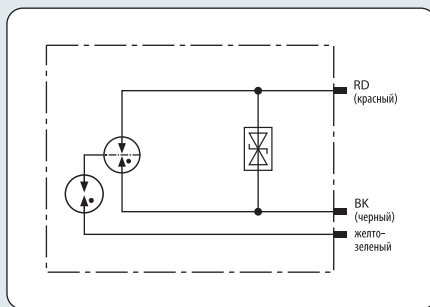 RD
(красный)
BK
(черный)
желто-
зеленый